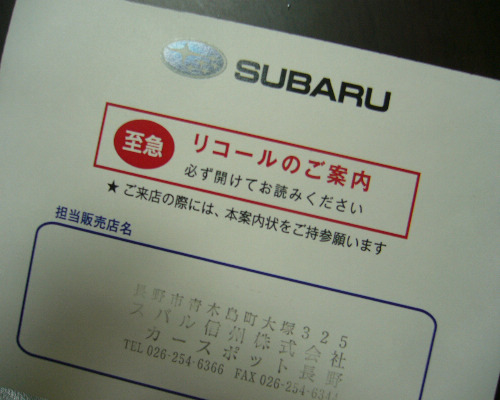 SUBARU
至急 リコールのご案内
必ず開けてお読みください
★ご来店の際には、本案内状をご持参願います
担当販売店名
長野市青木島町大塚325
スバル信州株式会社
カースポット長野
TEL 026-254-6366 FAX 026-254-634